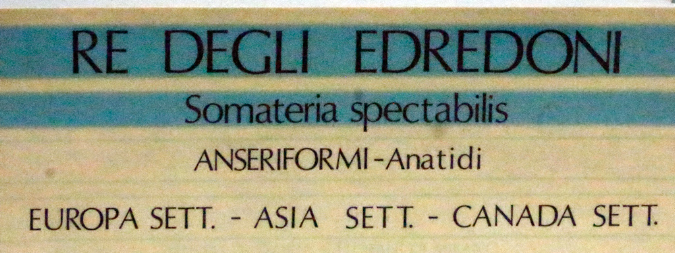 RE DEGLI EDREDONI
Somateria spectabilis
ANSERIFORMI-Anatidi
EUROPA SETT. - ASIA SETT. - CANADA SETT.